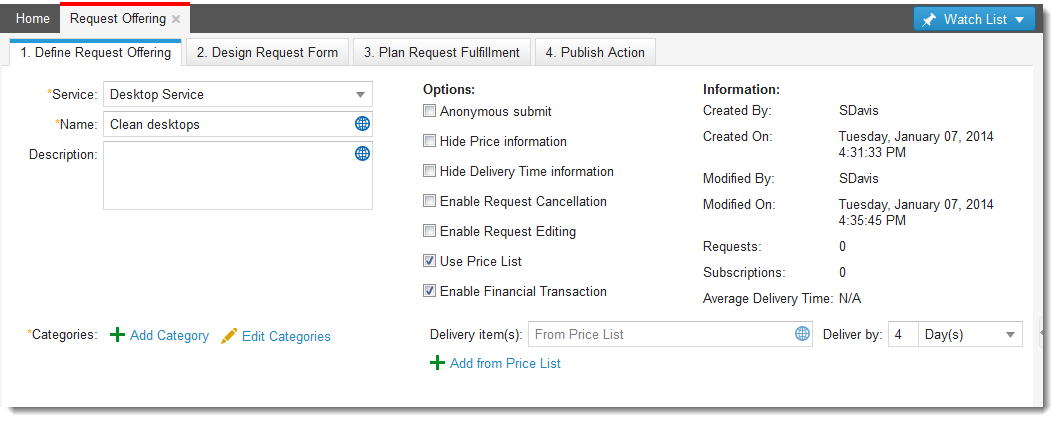 Home
Request Offering
Watch List
1. Define Request Offering
2. Design Request Form
3. Plan Request Fulfillment
4. Publish Action
*Service: Desktop Service
*Name: Clean desktops
Description:
Options:
Anonymous submit
Hide Price information
Hide Delivery Time information
Enable Request Cancellation
Enable Request Editing
Use Price List
Enable Financial Transaction
Information:
Created By: SDavis
Created On: Tuesday, January 07, 2014
4:31:33 PM
Modified By: SDavis
Modified On: Tuesday, January 07, 2014
4:35:45 PM
Requests: 0
Subscriptions: 0
Average Delivery Time: N/A
*Categories: Add Category Edit Categories
Delivery item(s): From Price List Deliver by: 4 Day(s)
Add from Price List